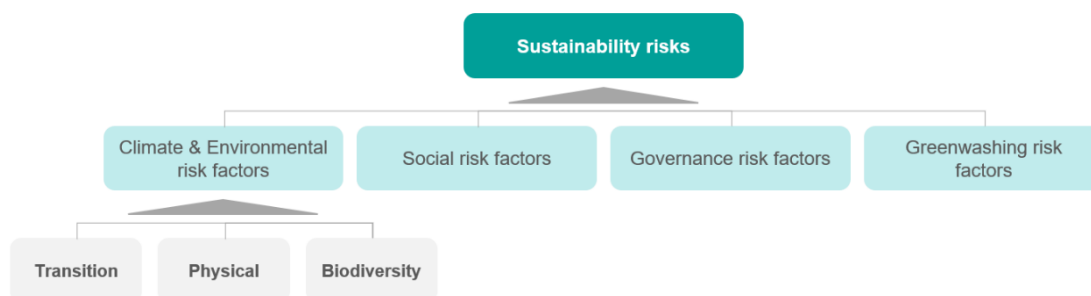 Sustainability risks
Climate & Environmental
risk factors
Social risk factors
Governance risk factors
Greenwashing risk
factors
Transition
Physical
Biodiversity